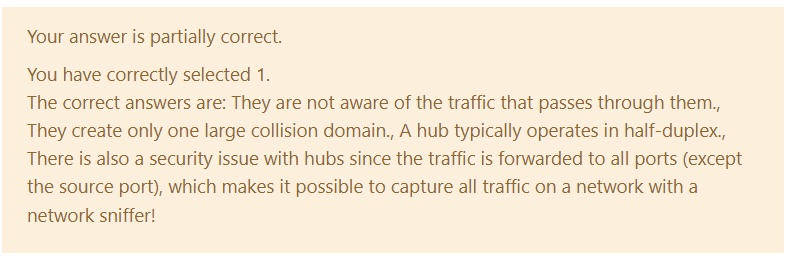 Your answer is partially correct.
You have correctly selected 1.
The correct answers are: They are not aware of the traffic that passes through them.,
They create only one large collision domain., A hub typically operates in half-duplex.,
There is also a security issue with hubs since the traffic is forwarded to all ports (except
the source port), which makes it possible to capture all traffic on a network with a
network sniffer!